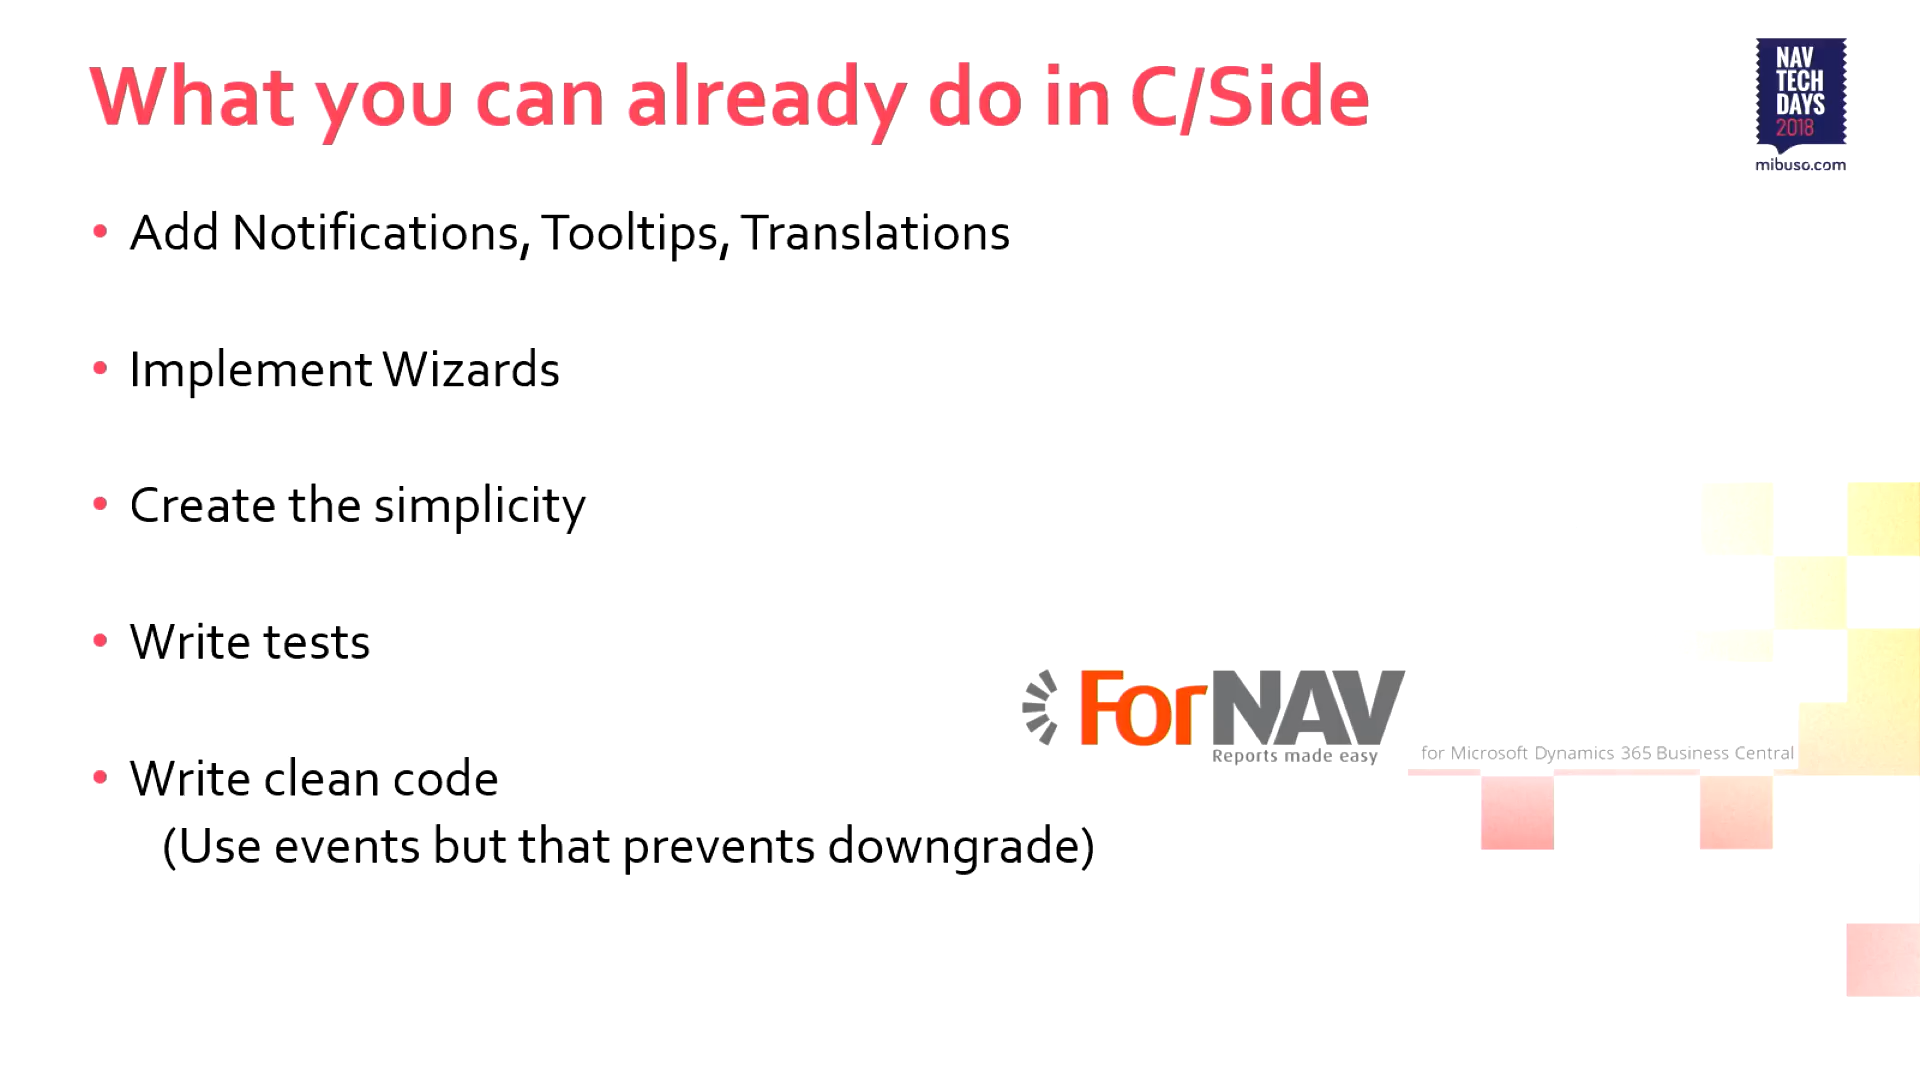 What you can already do in C/Side
NAV
TECH
DAYS
2018
mibuso.com
• Add Notifications, Tooltips, Translations
• Implement Wizards
• Create the simplicity
• Write tests
• Write clean code
(Use events but that prevents downgrade)
ForNAV
Reports made easy
for Microsoft Dynamics 365 Business Central